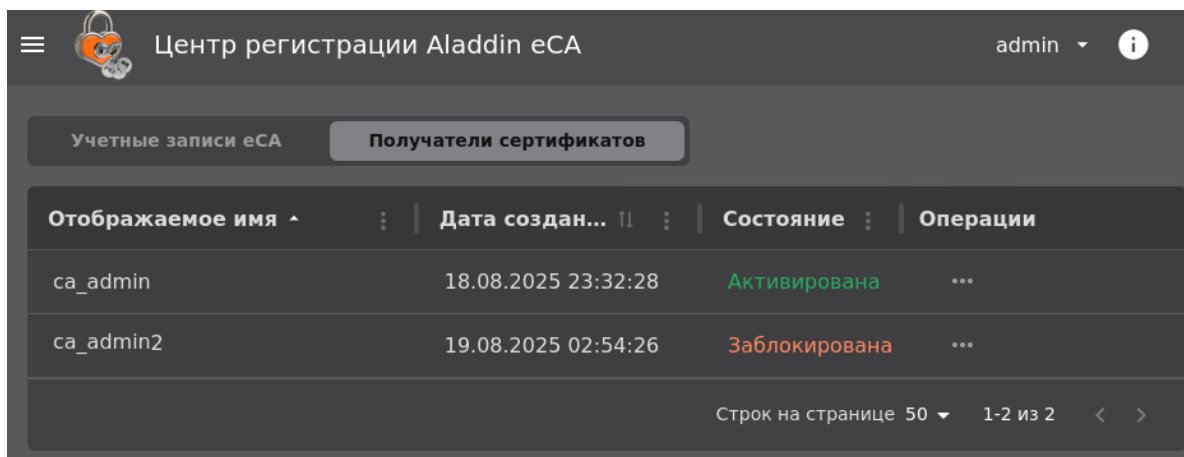 Центр регистрации Aladdin eCA admin
Учетные записи eCA Получатели сертификатов
Отображаемое имя Дата создан... Состояние Операции
ca_admin 18.08.2025 23:32:28 Активирована
ca_admin2 19.08.2025 02:54:26 Заблокирована
Строк на странице 50 1-2 из 2